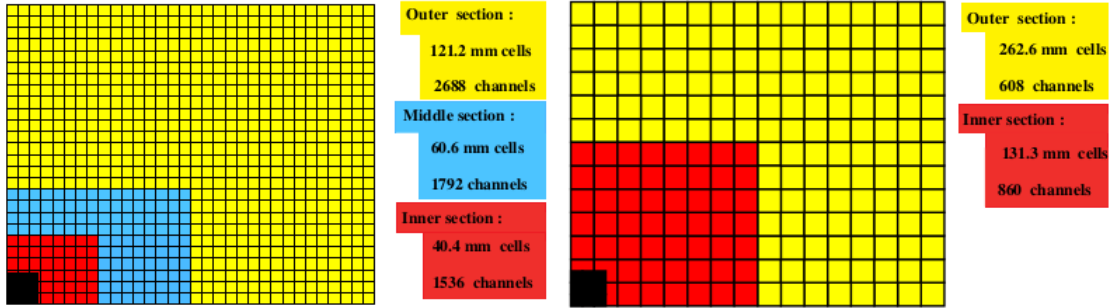 Outer section :
121.2 mm cells
2688 channels
Middle section :
60.6 mm cells
1792 channels
Inner section :
40.4 mm cells
1536 channels
Outer section :
262.6 mm cells
608 channels
Inner section :
131.3 mm cells
860 channels